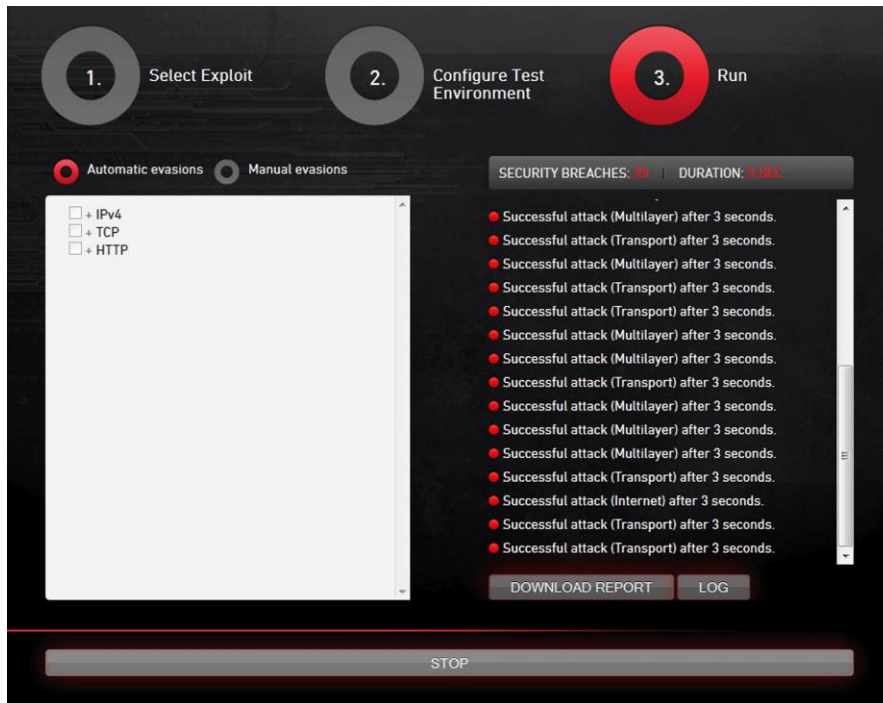 1.
Select Exploit
2.
Configure Test
Environment
3.
Run
Automatic evasions
Manual evasions
+ IPv4
+ TCP
+ HTTP
SECURITY BREACHES: 25 | DURATION:
Successful attack (Multilayer) after 3 seconds.
Successful attack (Transport) after 3 seconds.
Successful attack (Multilayer) after 3 seconds.
Successful attack (Transport) after 3 seconds.
Successful attack (Transport) after 3 seconds.
Successful attack (Multilayer) after 3 seconds.
Successful attack (Multilayer) after 3 seconds.
Successful attack (Transport) after 3 seconds.
Successful attack (Multilayer) after 3 seconds.
Successful attack (Multilayer) after 3 seconds.
Successful attack (Multilayer) after 3 seconds.
Successful attack (Transport) after 3 seconds.
Successful attack (Internet) after 3 seconds.
Successful attack (Transport) after 3 seconds.
Successful attack (Transport) after 3 seconds.
DOWNLOAD REPORT
LOG
STOP